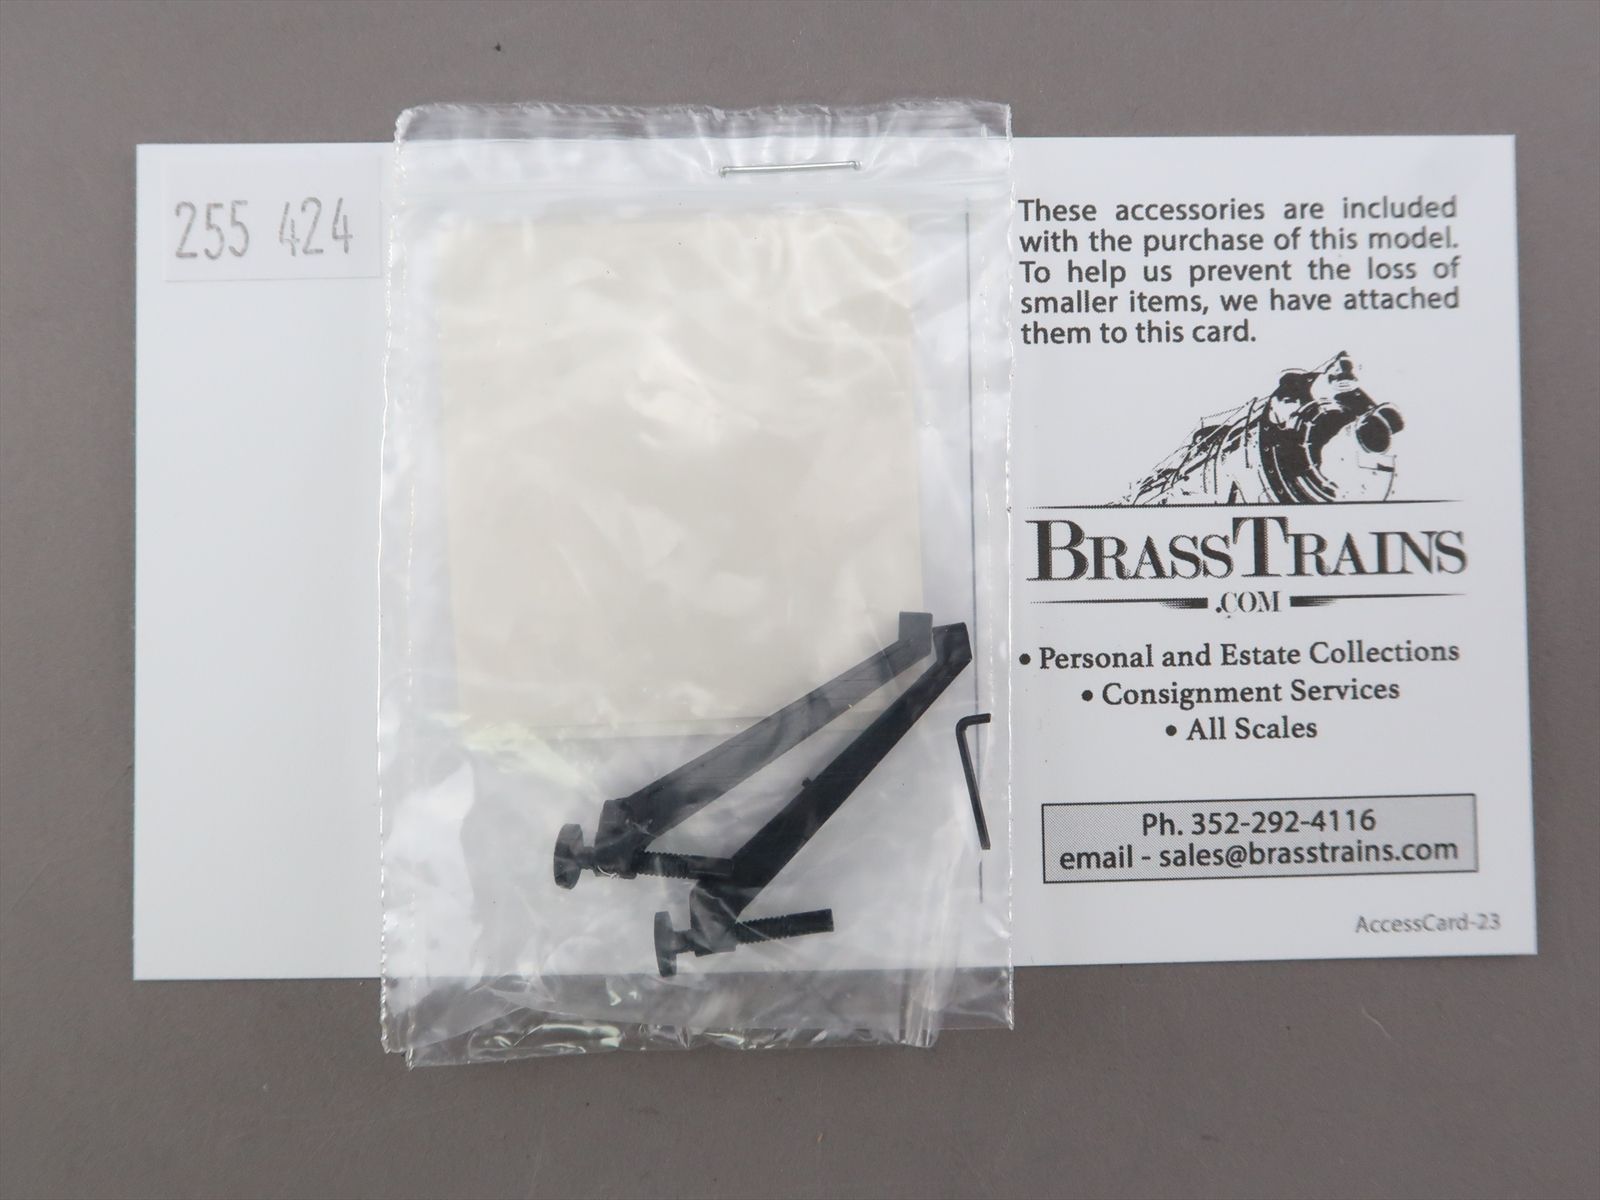 255 424
These accessories are included
with the purchase of this model.
To help us prevent the loss of
smaller items, we have attached
them to this card.
BRASSTRAINS
.COM
• Personal and Estate Collections
• Consignment Services
• All Scales
Ph. 352-292-4116
email - sales@brasstrains.com
AccessCard-23